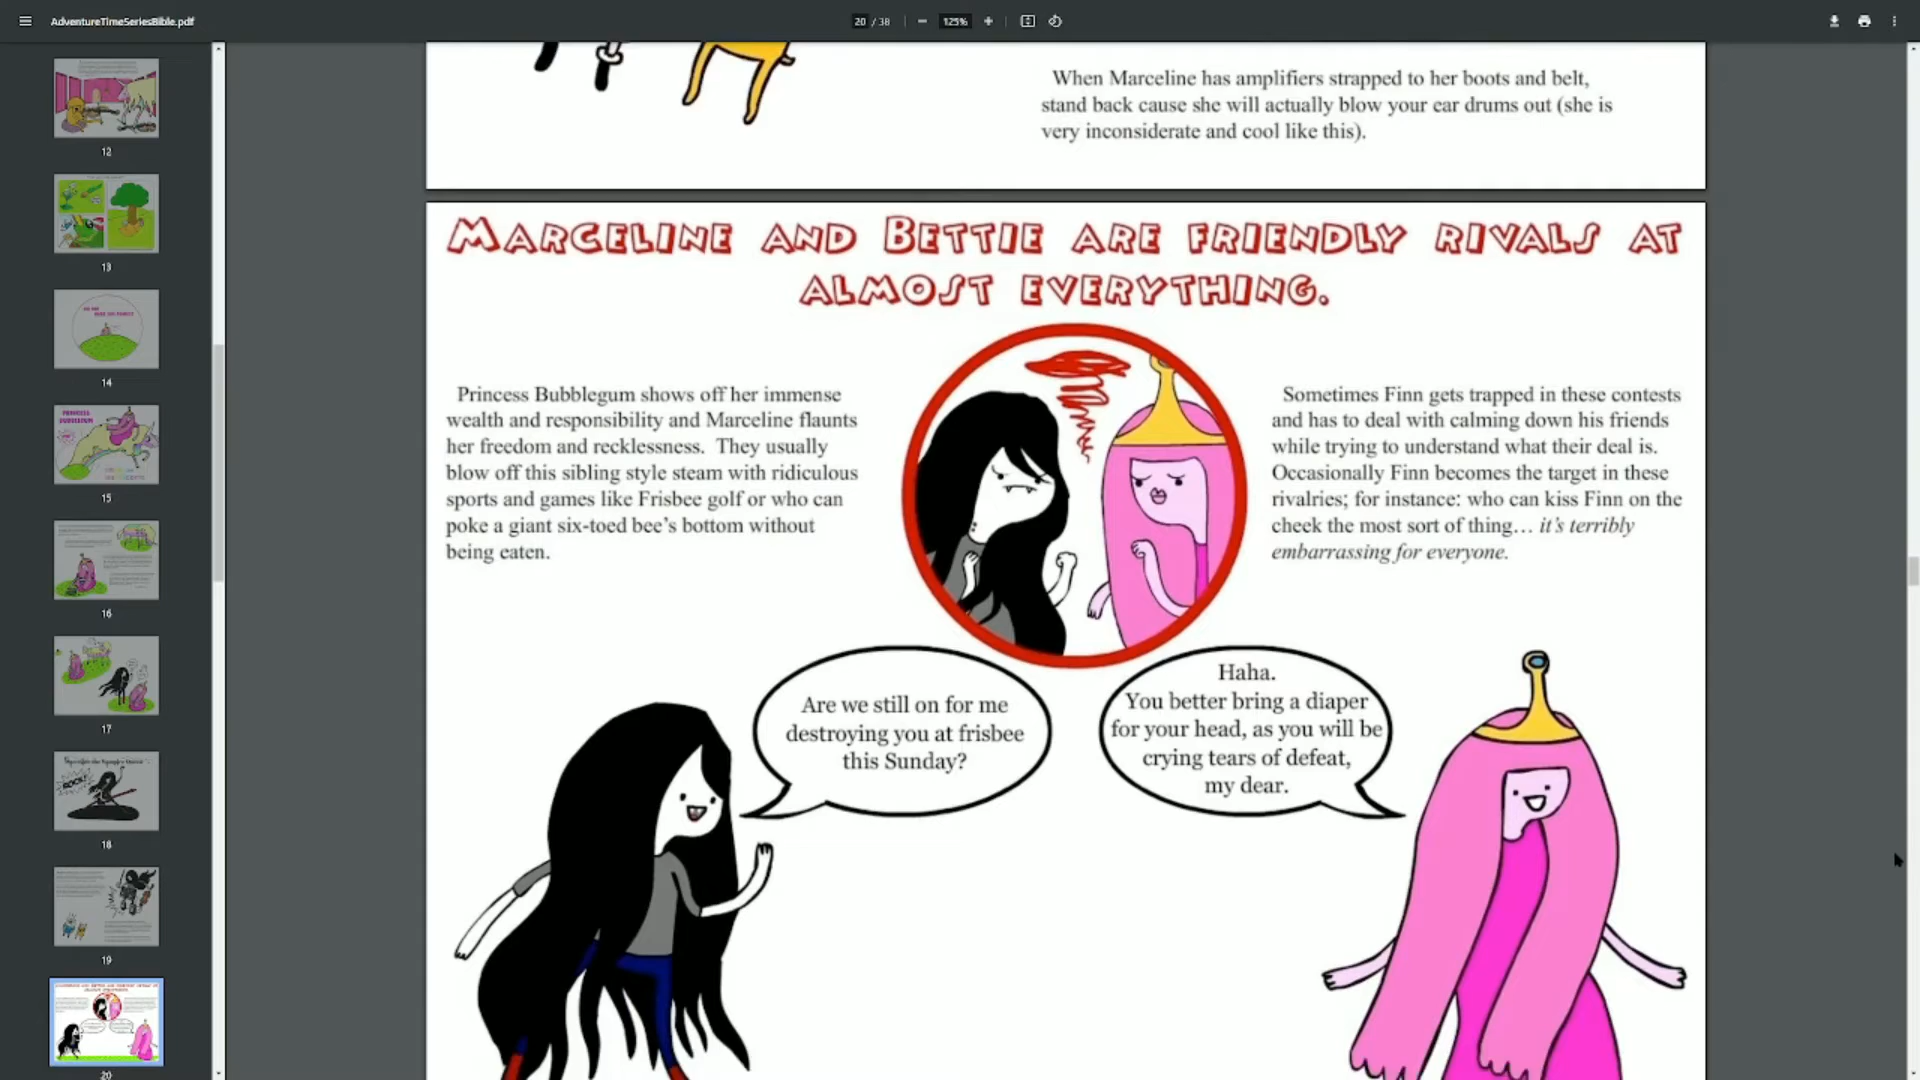 AdventureTimeSeriesBible.pdf
20 / 38
125%
When Marceline has amplifiers strapped to her boots and belt,
stand back cause she will actually blow your ear drums out (she is
very inconsiderate and cool like this).
Marceline and Bettie are friendly rivals at
almost everything.
Princess Bubblegum shows off her immense
wealth and responsibility and Marceline flaunts
her freedom and recklessness.  They usually
blow off this sibling style steam with ridiculous
sports and games like Frisbee golf or who can
poke a giant six-toed bee's bottom without
being eaten.
Sometimes Finn gets trapped in these contests
and has to deal with calming down his friends
while trying to understand what their deal is.
Occasionally Finn becomes the target in these
rivalries; for instance: who can kiss Finn on the
cheek the most sort of thing... it's terribly
embarrassing for everyone.
Are we still on for me
destroying you at frisbee
this Sunday?
Haha.
You better bring a diaper
for your head, as you will be
crying tears of defeat,
my dear.
12
13
14
PRINCESS
BUBBLEGUM
15
16
17
ROCK!
18
19
20